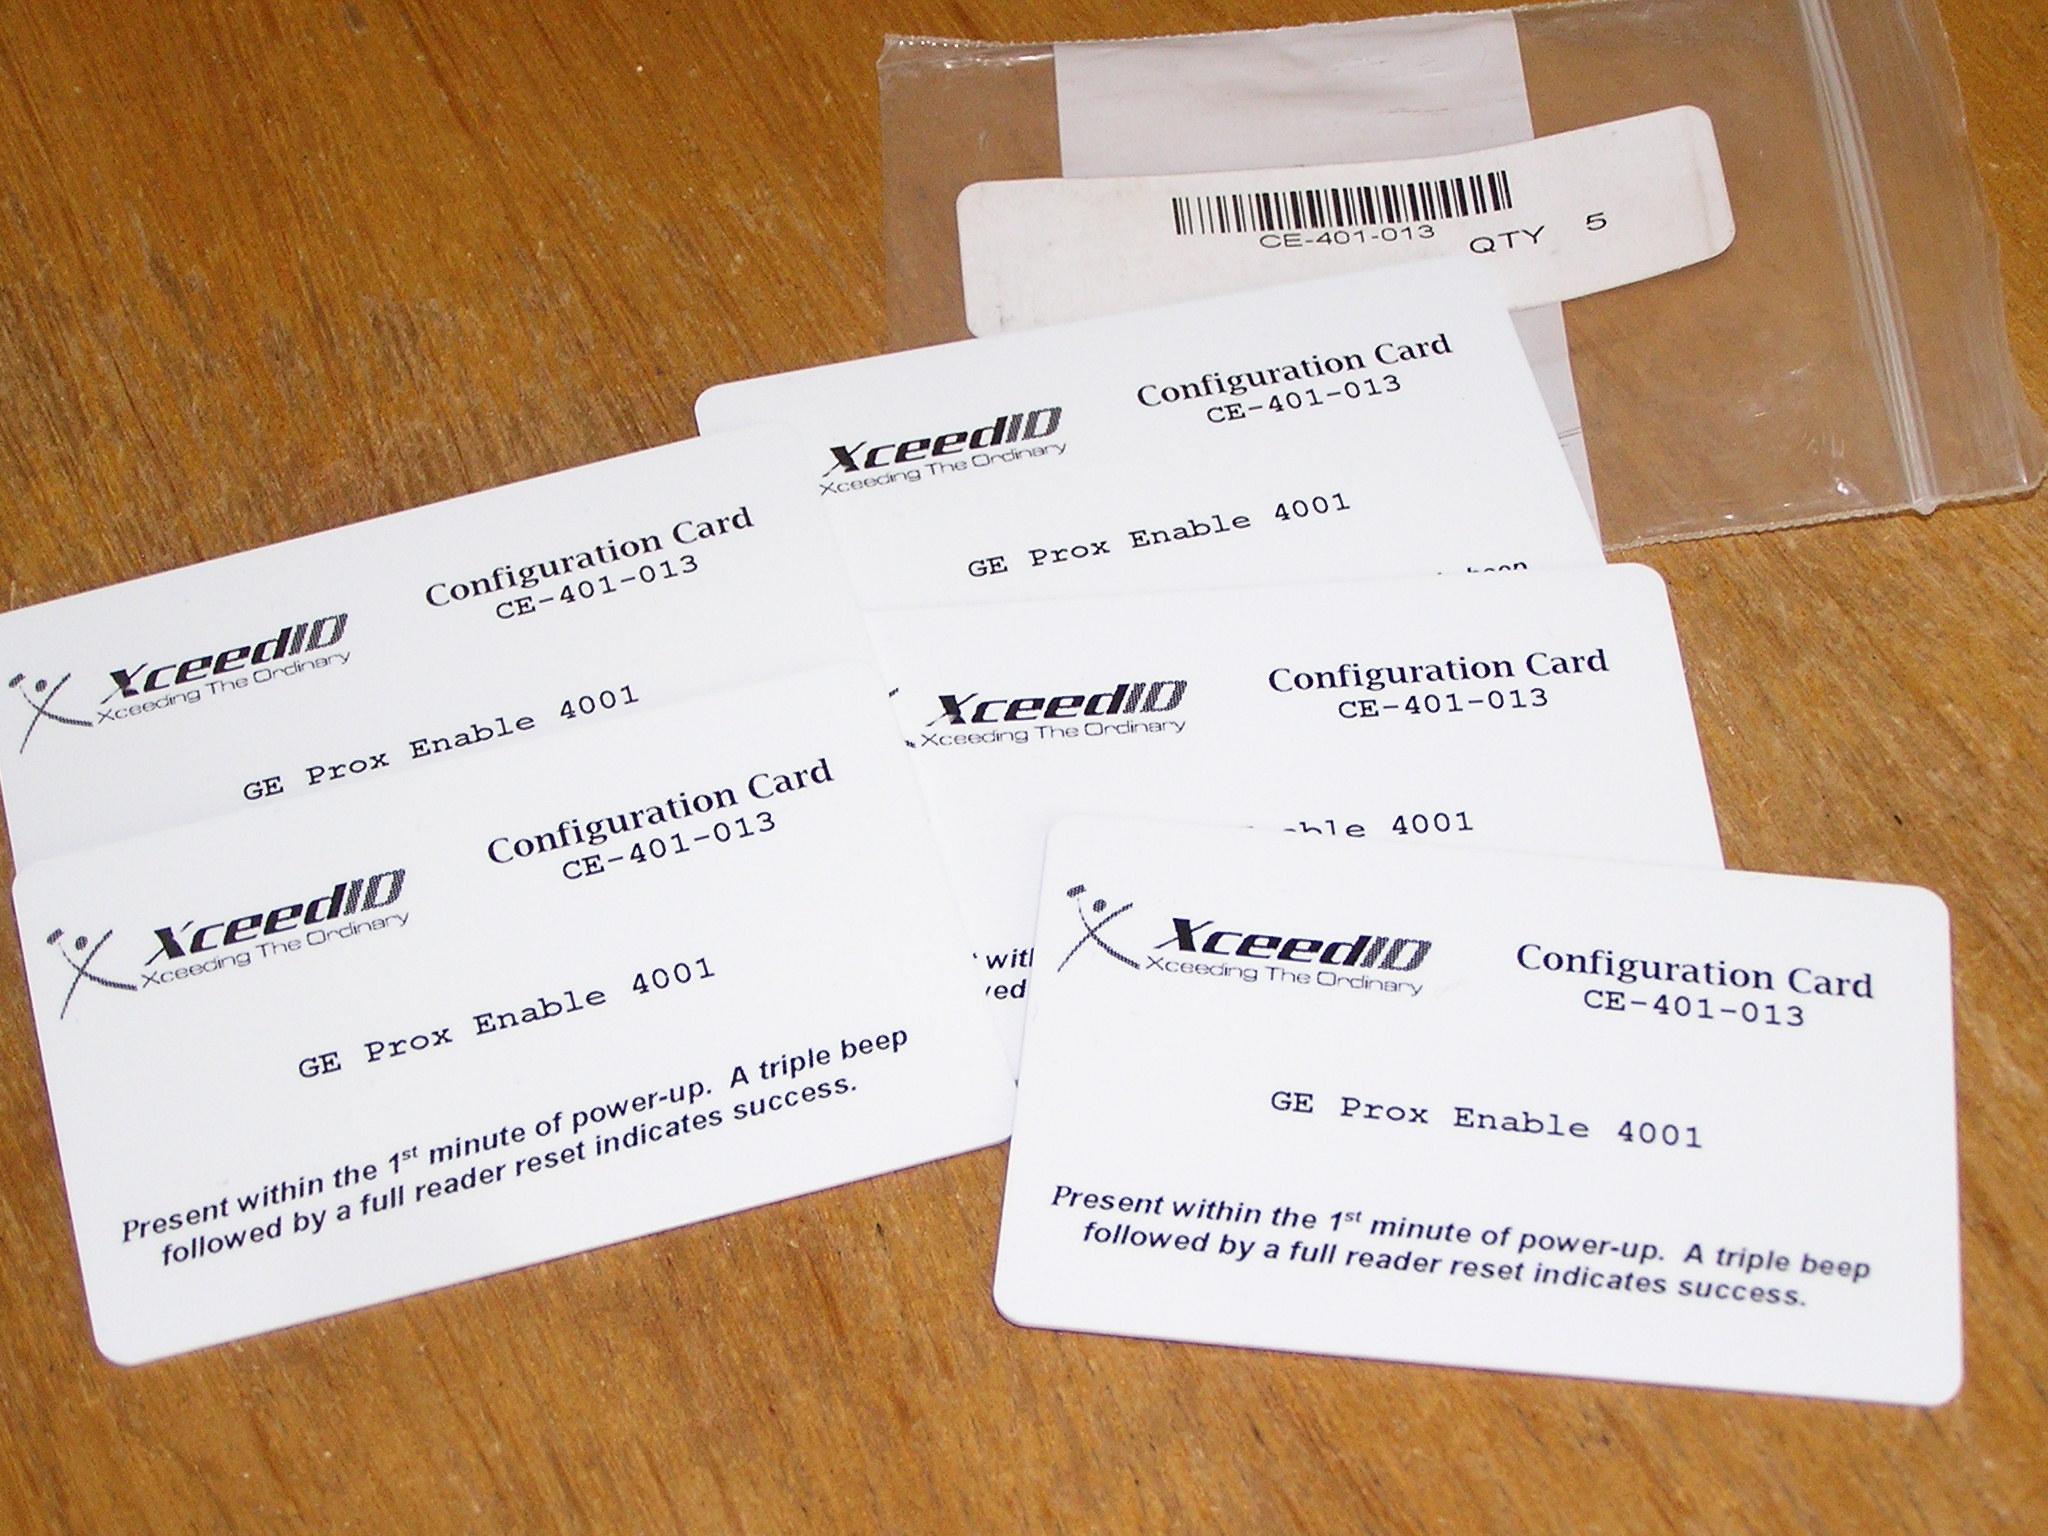 CE-401-013
QTY 5
XceedID
Xceeding The Ordinary
Configuration Card
CE-401-013
GE Prox Enable 4001
beep
XceedID
Xceeding The Ordinary
Configuration Card
CE-401-013
GE Prox Enable 4001
XceedID
Xceeding The Ordinary
Configuration Card
CE-401-013
4001
XceedID
Xceeding The Ordinary
Configuration Card
CE-401-013
GE Prox Enable 4001
Present within the 1st minute of power-up. A triple beep
followed by a full reader reset indicates success.
XceedID
Xceeding The Ordinary
Configuration Card
CE-401-013
GE Prox Enable 4001
Present within the 1st minute of power-up. A triple beep
followed by a full reader reset indicates success.